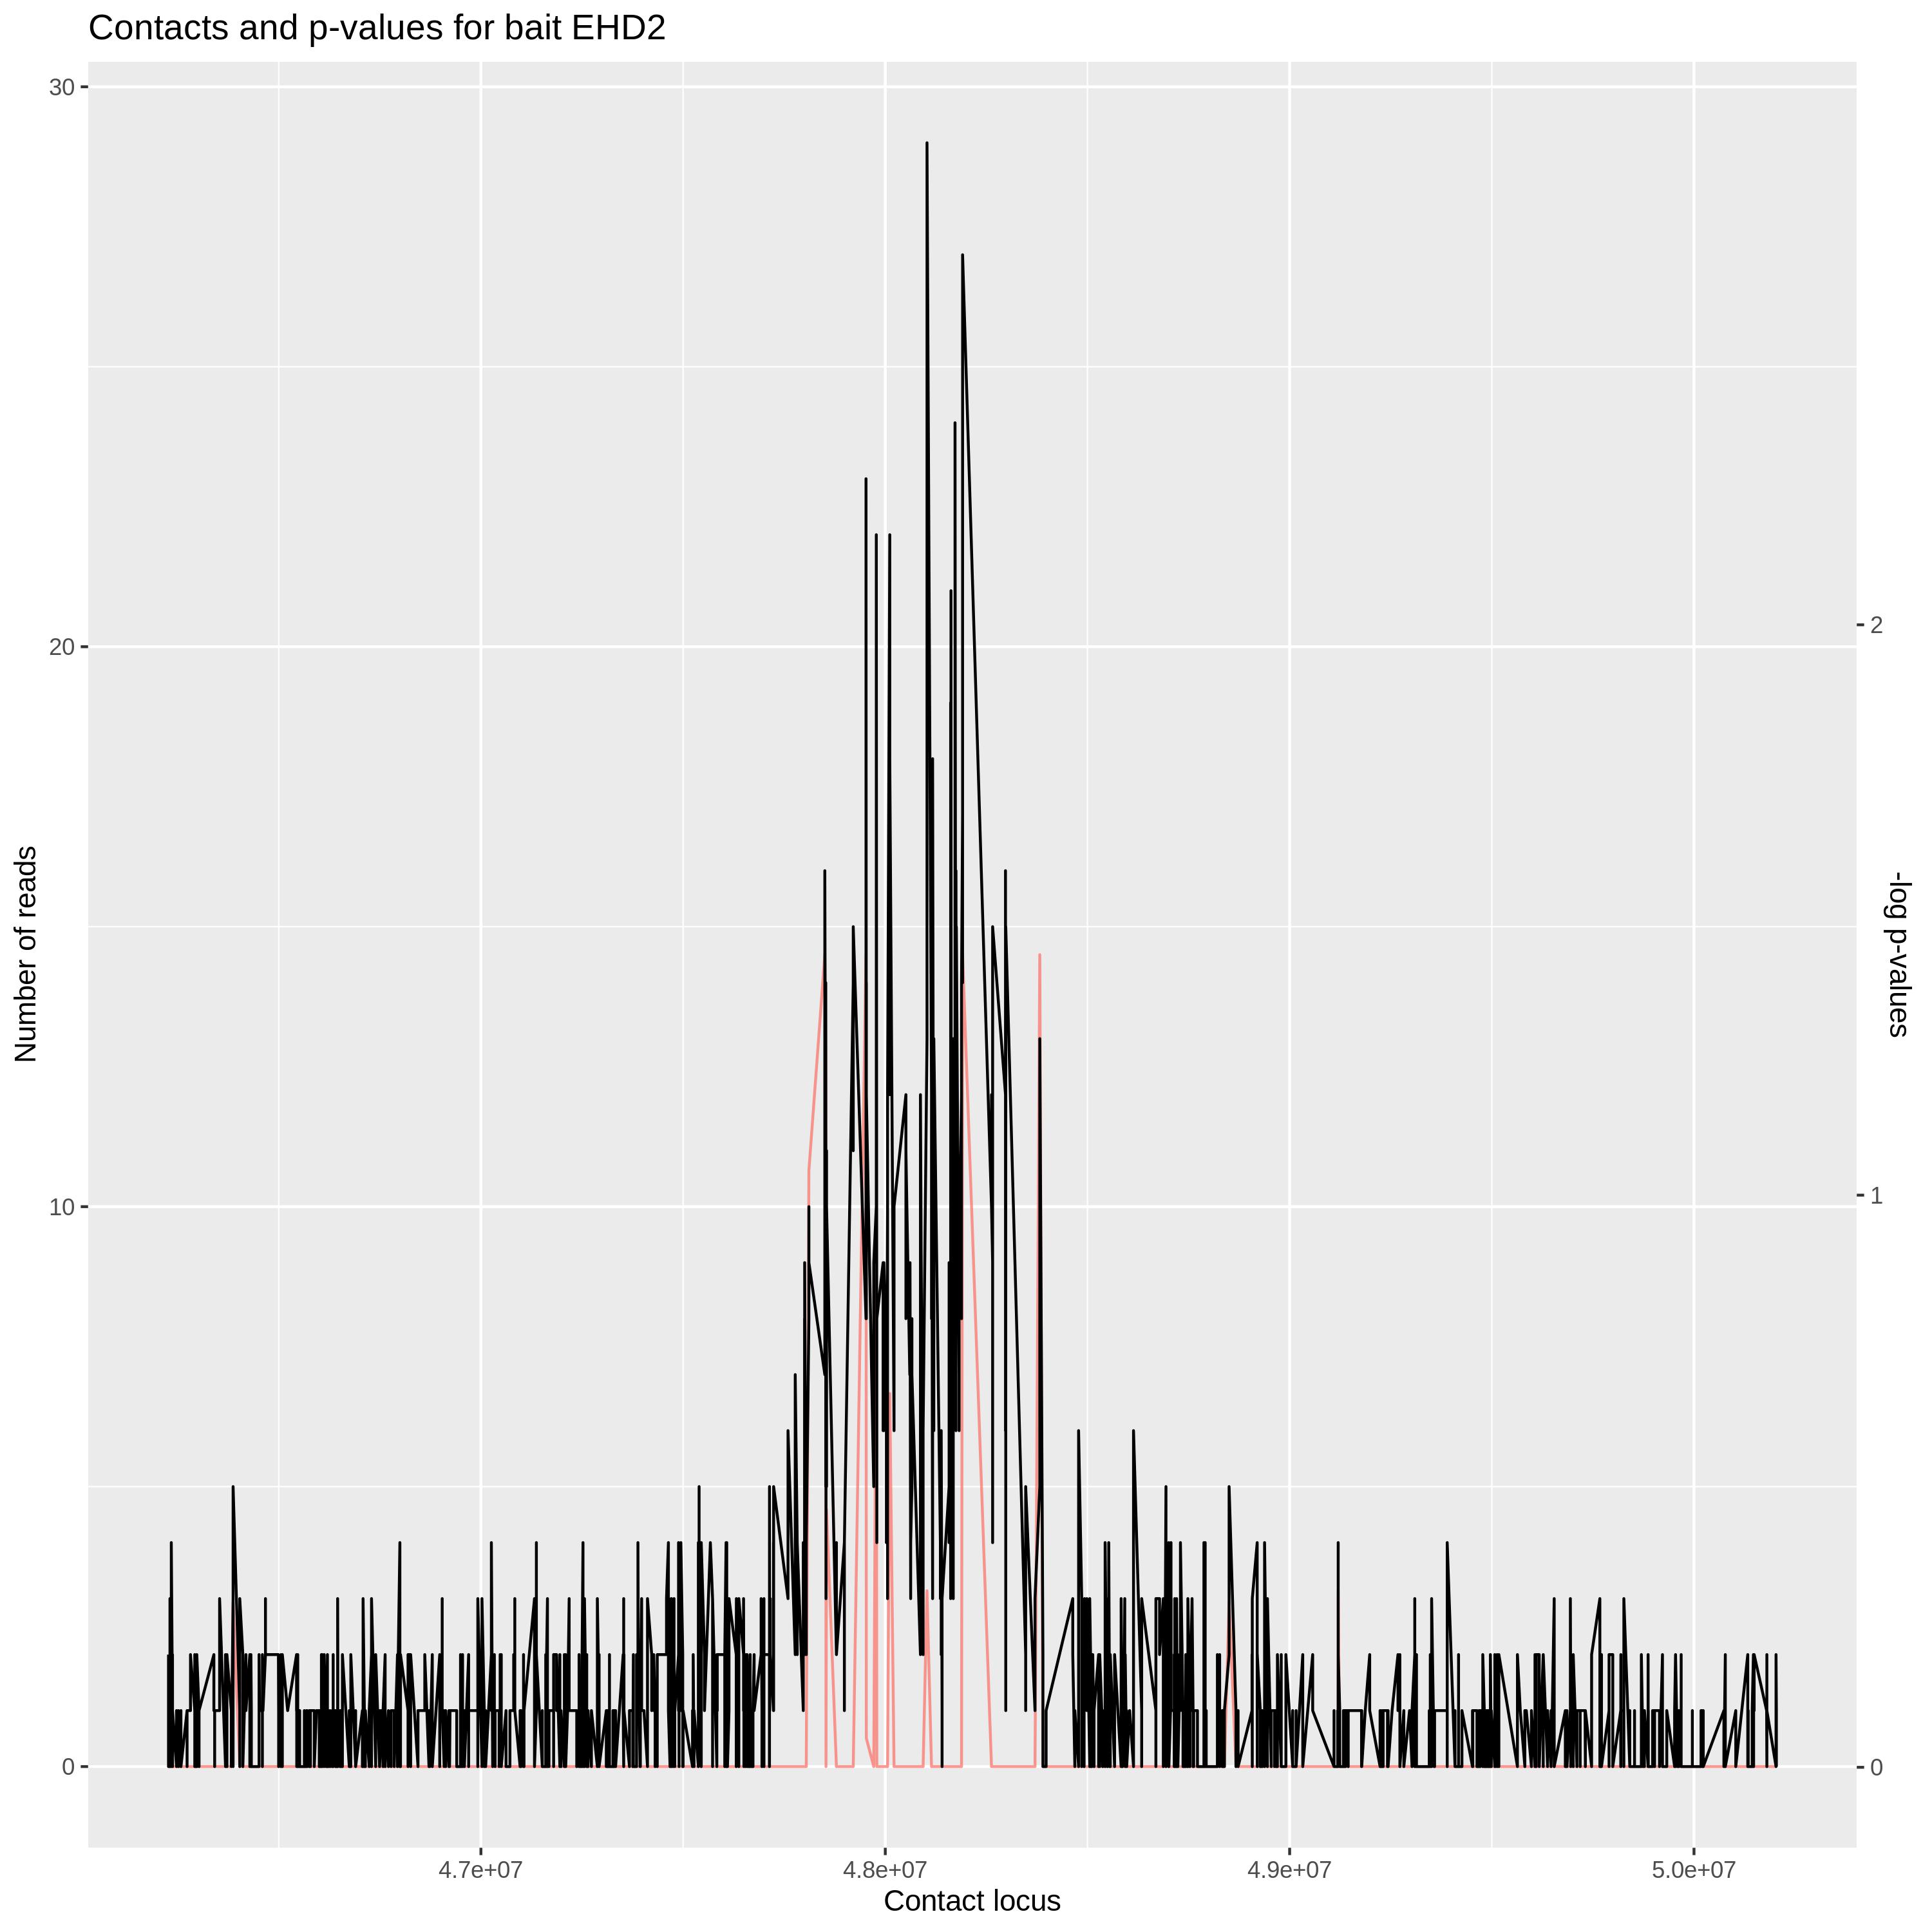 Contacts and p-values for bait EHD2
30
20
10
0
Number of reads
2
1
0
-log p-values
4.7e+07
4.8e+07
4.9e+07
5.0e+07
Contact locus